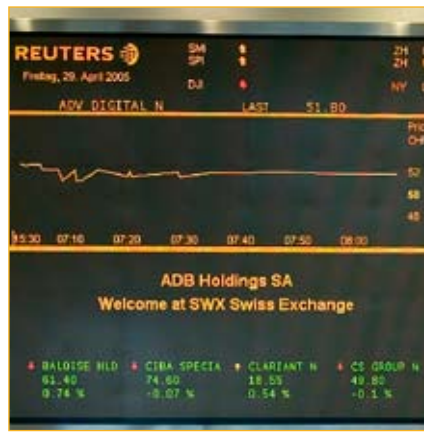 REUTERS
SMI
ZH
SPI
ZH
Freitag, 29. April 2005
DJI
NY
ADV DIGITAL N LAST 51.80
52
50
48
07:10 07:20 07:30 07:40 07:50 08:00
ADB Holdings SA
Welcome at SWX Swiss Exchange
BALOISE HLD CIBA SPECIA CLARIANT N CS GROUP N
61.40 74.60 18.55 49.80
0.74 % -0.07 % 0.54 % -0.1 %